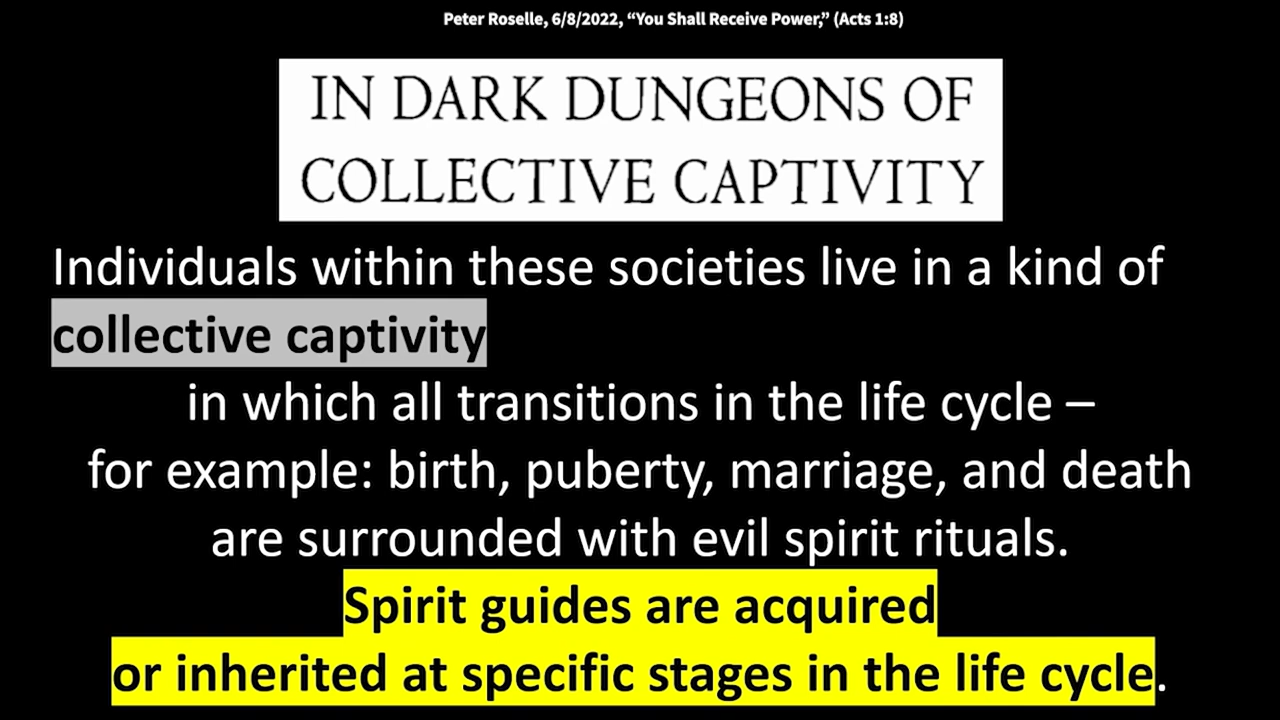 Peter Roselle, 6/8/2022, “You Shall Receive Power,” (Acts 1:8)
IN DARK DUNGEONS OF
COLLECTIVE CAPTIVITY
Individuals within these societies live in a kind of
collective captivity
in which all transitions in the life cycle –
for example: birth, puberty, marriage, and death
are surrounded with evil spirit rituals.
Spirit guides are acquired
or inherited at specific stages in the life cycle.